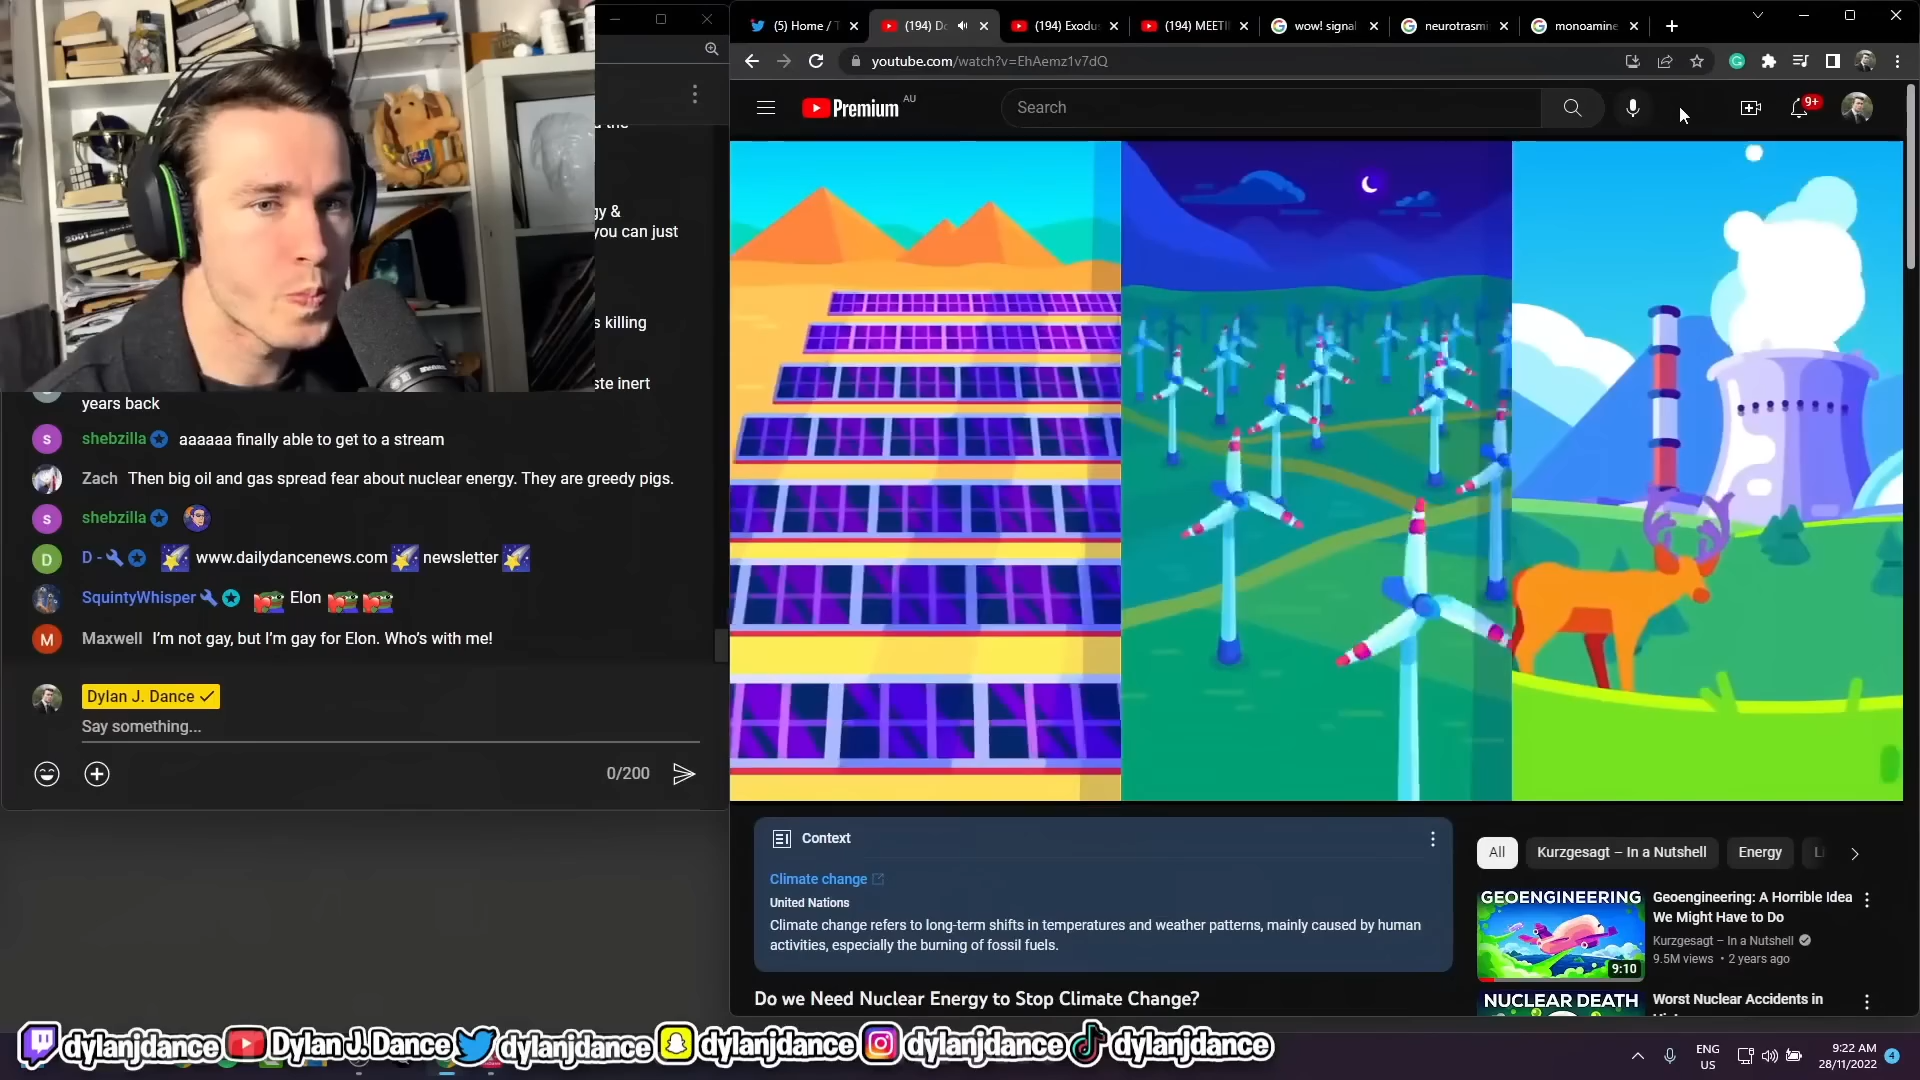 (5) Home / T
(194) Do
(194) Exodu
(194) MEETI
wow! signal
neurotrasmi
monoamine
youtube.com/watch?v=EhAemz1v7dQ
Premium AU
Search
9+
2001
the
gy &
you can just
s killing
ste inert
years back
shebzilla aaaaaa finally able to get to a stream
Zach Then big oil and gas spread fear about nuclear energy. They are greedy pigs.
shebzilla
D - www.dailydancenews.com newsletter
SquintyWhisper Elon
Maxwell I'm not gay, but I'm gay for Elon. Who's with me!
S
S
D
M
Dylan J. Dance
Say something...
0/200
Context
Climate change
United Nations
Climate change refers to long-term shifts in temperatures and weather patterns, mainly caused by human
activities, especially the burning of fossil fuels.
Do we Need Nuclear Energy to Stop Climate Change?
All
Kurzgesagt – In a Nutshell
Energy
GEOENGINEERING
9:10
Geoengineering: A Horrible Idea
We Might Have to Do
Kurzgesagt – In a Nutshell
9.5M views • 2 years ago
NUCLEAR DEATH
Worst Nuclear Accidents in
dylanjdance
Dylan J. Dance
dylanjdance
dylanjdance
dylanjdance
dylanjdance
ENG
US
9:22 AM
28/11/2022
4